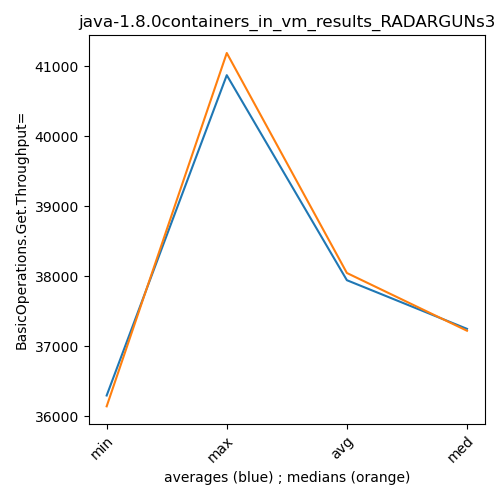 java-1.8.0containers_in_vm_results_RADARGUNs3
BasicOperations.Get.Throughput=
41000
40000
39000
38000
37000
36000
min
max
avg
med
averages (blue) ; medians (orange)